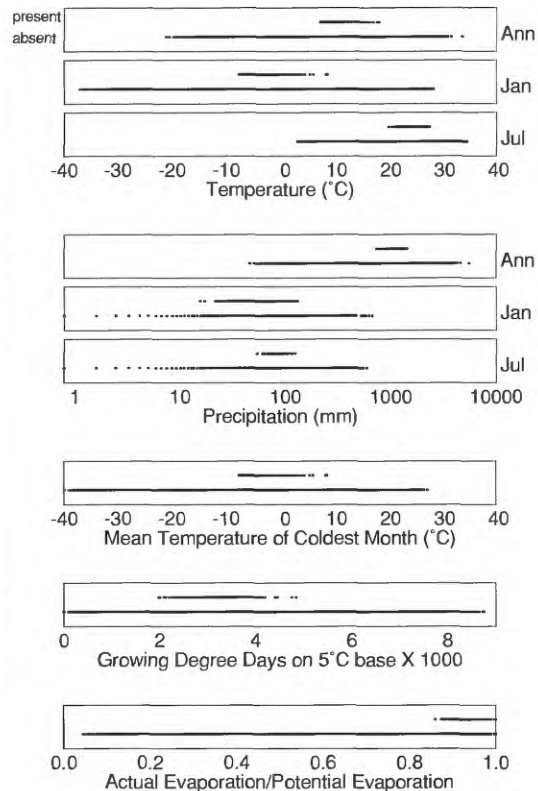 present
absent
Ann
Jan
Jul
-40 -30 -20 -10 0 10 20 30 40
Temperature (˚C)
Ann
Jan
Jul
1 10 100 1000 10000
Precipitation (mm)
-40 -30 -20 -10 0 10 20 30 40
Mean Temperature of Coldest Month (˚C)
0 2 4 6 8
Growing Degree Days on 5˚C base X 1000
0.0 0.2 0.4 0.6 0.8 1.0
Actual Evaporation/Potential Evaporation